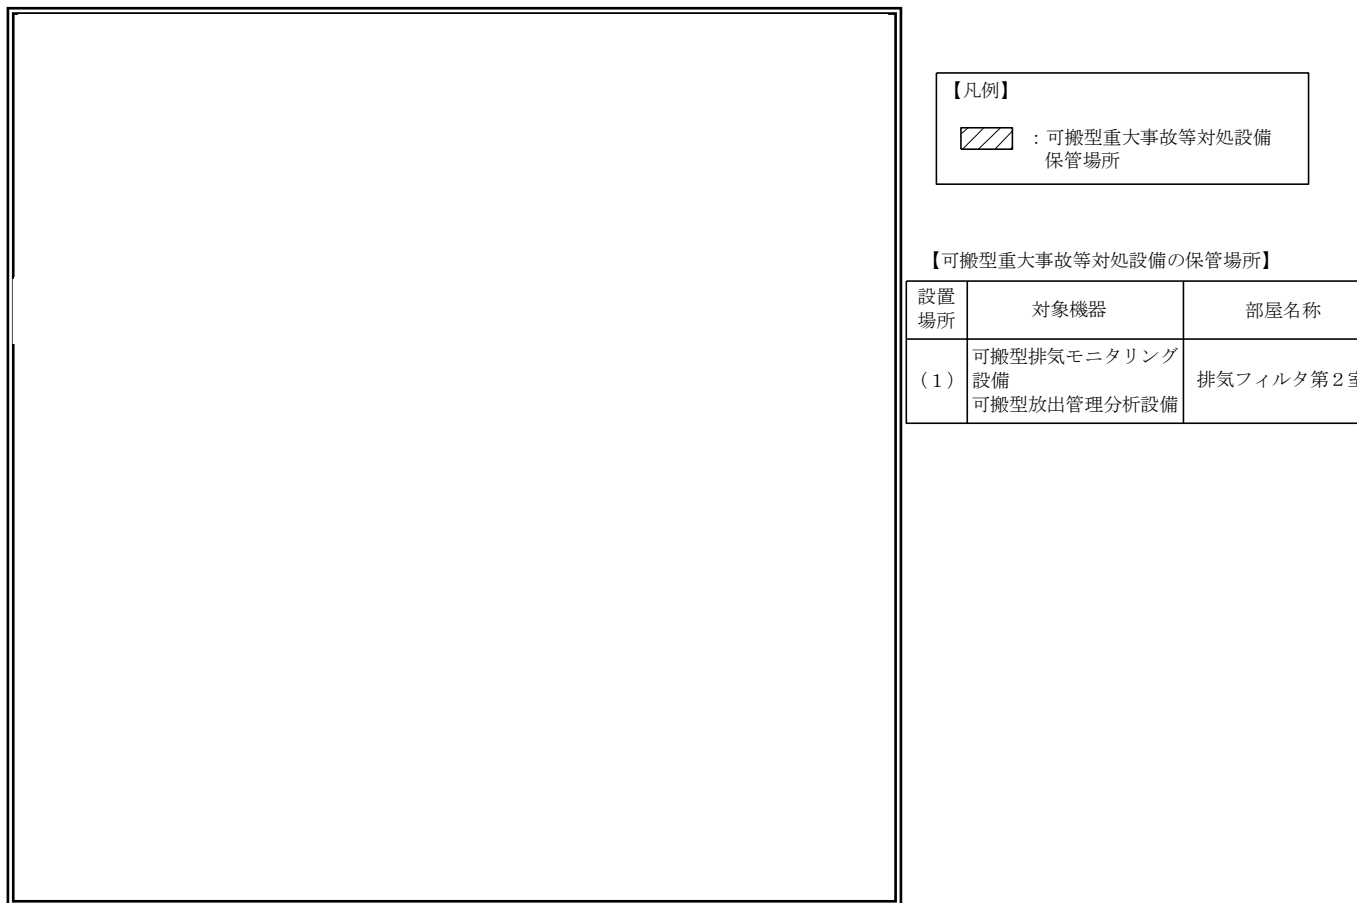 【凡例】
：可搬型重大事故等対処設備
保管場所
【可搬型重大事故等対処設備の保管場所】
設置
場所
対象機器
部屋名称
（１）
可搬型排気モニタリング
設備
可搬型放出管理分析設備
排気フィルタ第２室